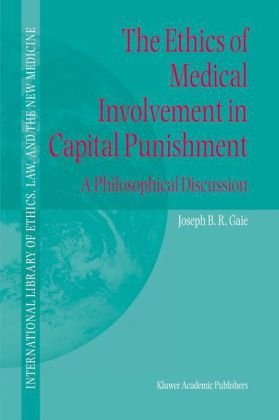 The Ethics of
Medical
Involvement in
Capital Punishment
A Philosophical Discussion
Joseph B. R. Gaie
Kluwer Academic Publishers
INTERNATIONAL LIBRARY OF ETHICS, LAW, AND THE NEW MEDICINE